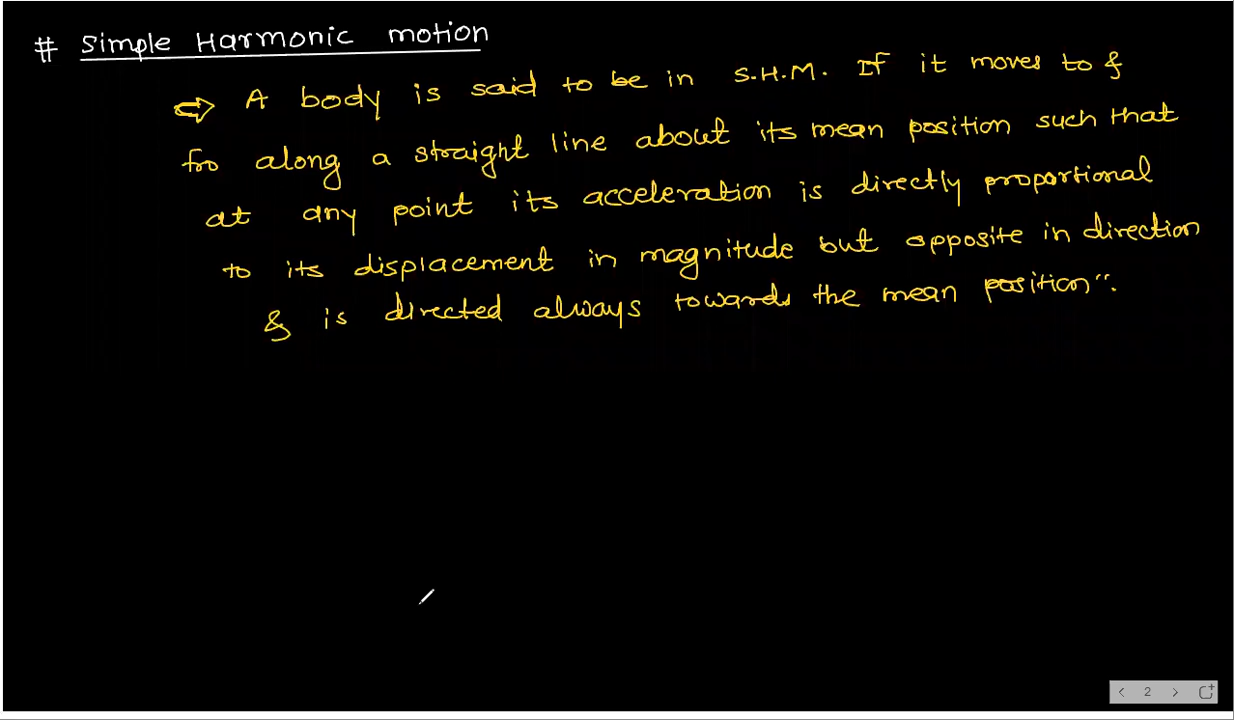 # Simple Harmonic motion
⇨ A body is said to be in S.H.M. If it moves to &
fro along a straight line about its mean position such that
at any point its acceleration is directly proportional
to its displacement in magnitude but opposite in direction
& is directed always towards the mean position".
< 2 >